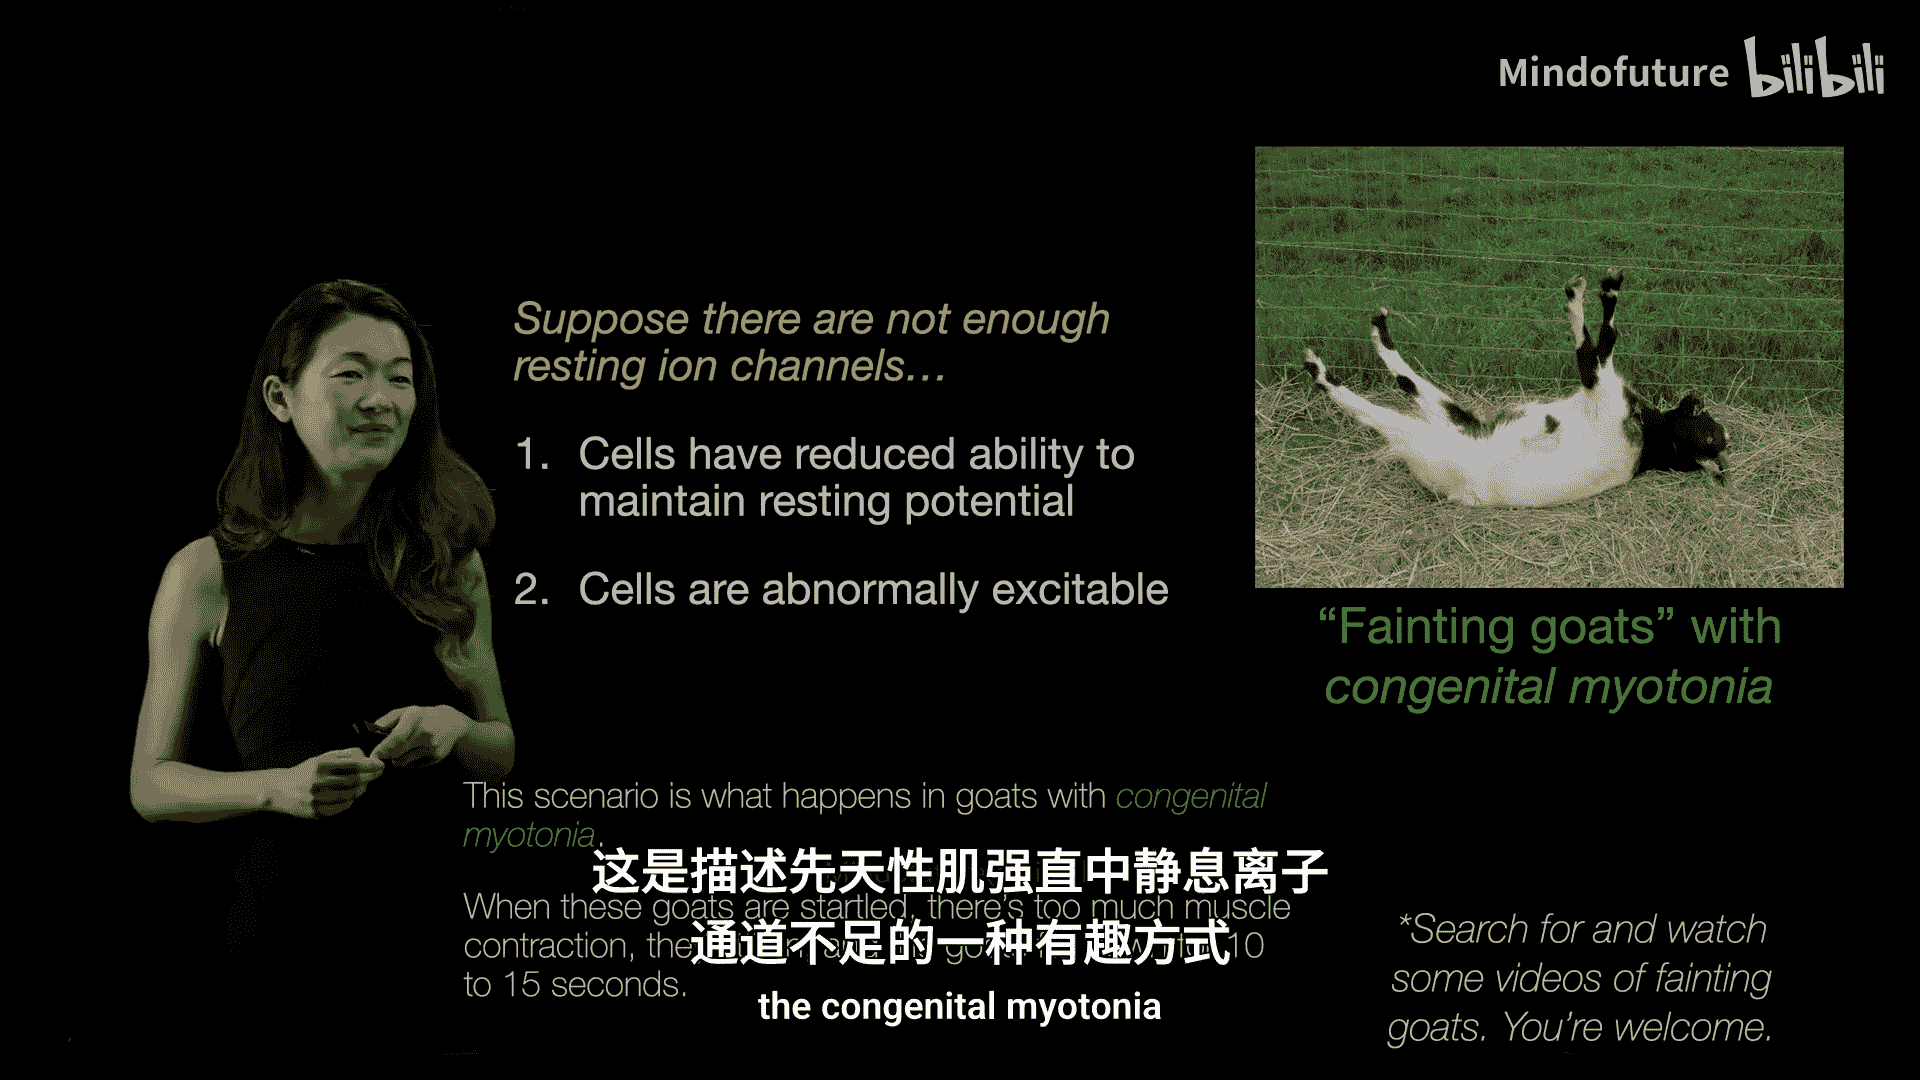 Mindofuture bilibili
Suppose there are not enough
resting ion channels…
1. Cells have reduced ability to
maintain resting potential
2. Cells are abnormally excitable
“Fainting goats” with
congenital myotonia
This scenario is what happens in goats with congenital
myotonia.
When these goats are startled, there’s too much muscle
contraction,
10
to 15 seconds.
这是描述先天性肌强直中静息离子
通道不足的一种有趣方式
the congenital myotonia
*Search for and watch
some videos of fainting
goats. You’re welcome.